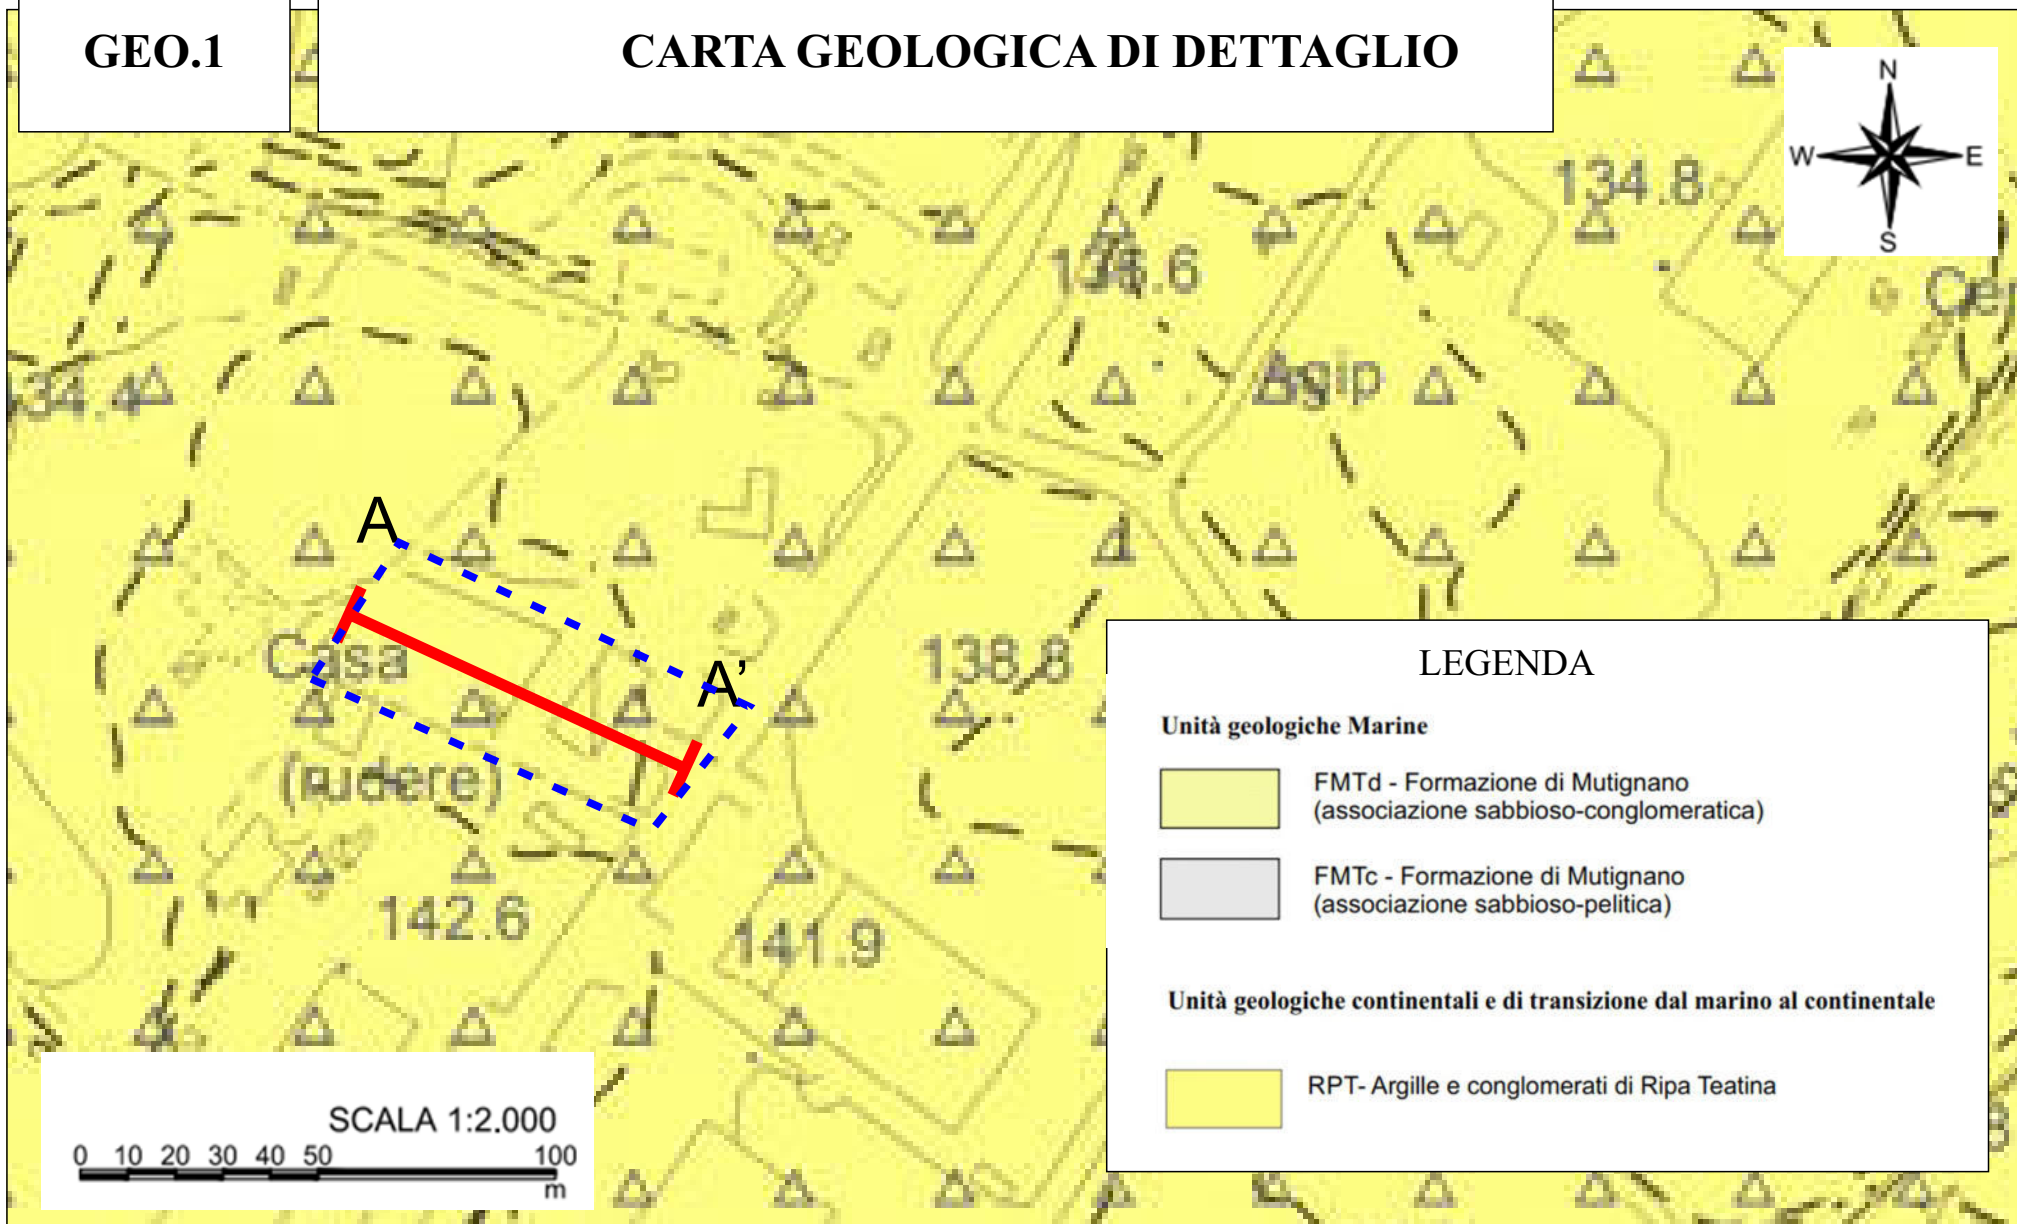 GEO.1
CARTA GEOLOGICA DI DETTAGLIO
N
W E
S
134.8
Agip
134.4
A
Casa
A’
138.8
(rudere)
142.6
141.9
LEGENDA
Unità geologiche Marine
FMTd - Formazione di Mutignano
(associazione sabbioso-conglomeratica)
FMTc - Formazione di Mutignano
(associazione sabbioso-pelitica)
Unità geologiche continentali e di transizione dal marino al continentale
RPT- Argille e conglomerati di Ripa Teatina
SCALA 1:2.000
0 10 20 30 40 50 100
m